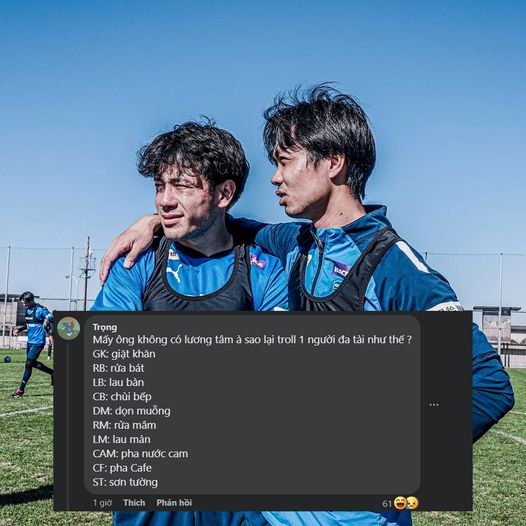 Trọng
Mấy ông không có lương tâm à sao lại troll 1 người đa tài như thế ?
GK: giặt khăn
RB: rửa bát
LB: lau bàn
CB: chùi bếp
DM: dọn muỗng
RM: rửa mâm
LM: lau màn
CAM: pha nước cam
CF: pha Cafe
ST: sơn tường
1 giờ Thích Phản hồi 61